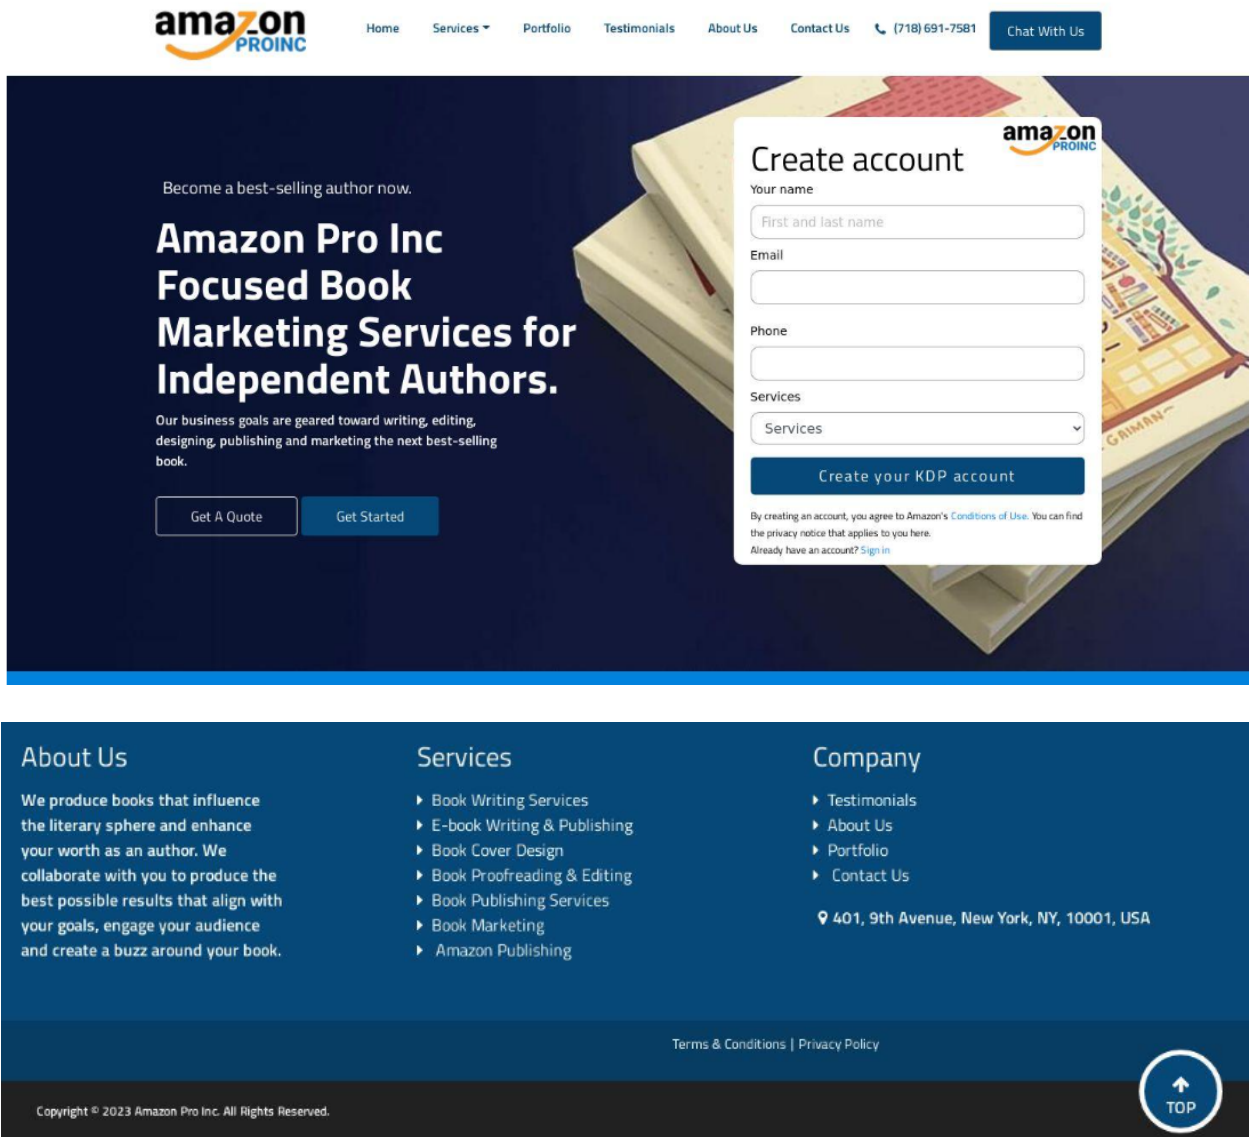 amazon
PROINC
Home
Services
Portfolio
Testimonials
About Us
Contact Us
(718) 691-7581
Chat With Us
Become a best-selling author now.
Amazon Pro Inc
Focused Book
Marketing Services for
Independent Authors.
Our business goals are geared toward writing, editing,
designing, publishing and marketing the next best-selling
book.
Get A Quote
Get Started
amazon
PROINC
Create account
Your name
First and last name
Email
Phone
Services
Services
Create your KDP account
By creating an account, you agree to Amazon's Conditions of Use. You can find
the privacy notice that applies to you here.
Already have an account? Sign in
GAIMAN
About Us
We produce books that influence
the literary sphere and enhance
your worth as an author. We
collaborate with you to produce the
best possible results that align with
your goals, engage your audience
and create a buzz around your book.
Services
Book Writing Services
E-book Writing & Publishing
Book Cover Design
Book Proofreading & Editing
Book Publishing Services
Book Marketing
Amazon Publishing
Company
Testimonials
About Us
Portfolio
Contact Us
401, 9th Avenue, New York, NY, 10001, USA
Terms & Conditions | Privacy Policy
Copyright © 2023 Amazon Pro Inc. All Rights Reserved.
TOP